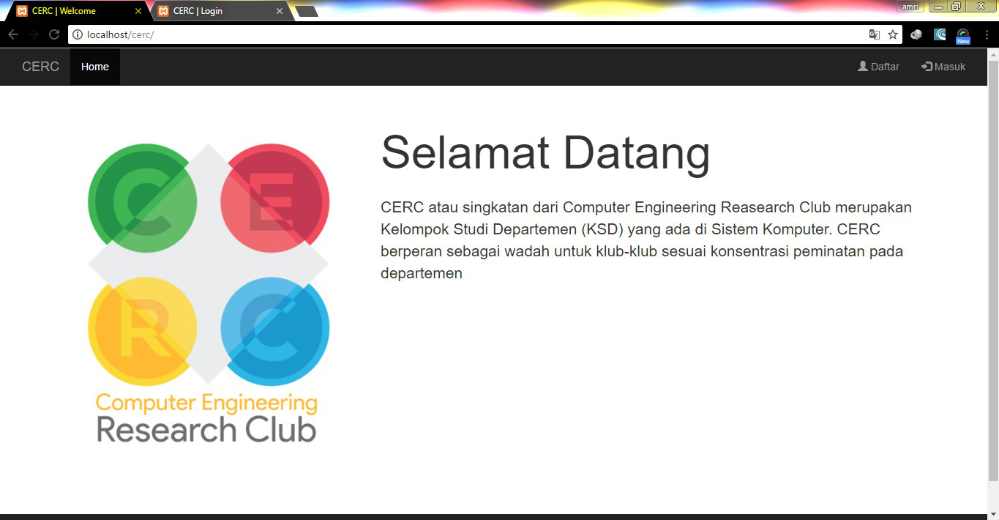 CERC | Welcome
CERC | Login
amri
localhost/cerc/
New
CERC
Home
Daftar
Masuk
C
E
R
C
Computer Engineering
Research Club
Selamat Datang
CERC atau singkatan dari Computer Engineering Reasearch Club merupakan
Kelompok Studi Departemen (KSD) yang ada di Sistem Komputer. CERC
berperan sebagai wadah untuk klub-klub sesuai konsentrasi peminatan pada
departemen